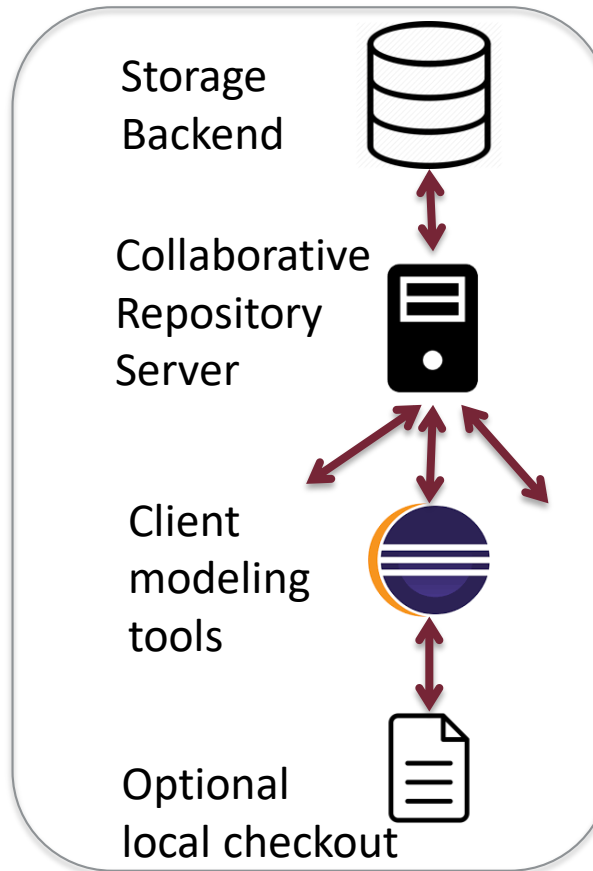 Storage
Backend
Collaborative
Repository
Server
Client
modeling
tools
Optional
local checkout